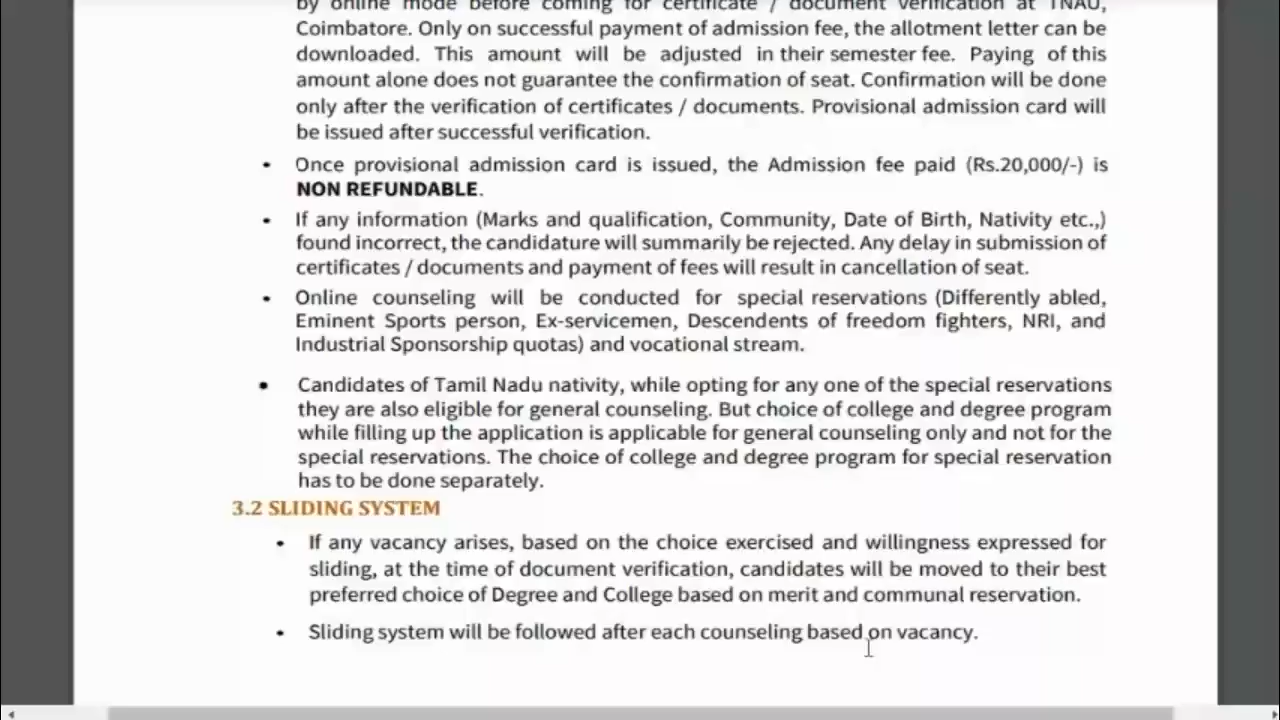 by online mode before coming for certificate / document verification at TNAU,
Coimbatore. Only on successful payment of admission fee, the allotment letter can be
downloaded. This amount will be adjusted in their semester fee. Paying of this
amount alone does not guarantee the confirmation of seat. Confirmation will be done
only after the verification of certificates / documents. Provisional admission card will
be issued after successful verification.
• Once provisional admission card is issued, the Admission fee paid (Rs.20,000/-) is
NON REFUNDABLE.
• If any information (Marks and qualification, Community, Date of Birth, Nativity etc.,)
found incorrect, the candidature will summarily be rejected. Any delay in submission of
certificates / documents and payment of fees will result in cancellation of seat.
• Online counseling will be conducted for special reservations (Differently abled,
Eminent Sports person, Ex-servicemen, Descendents of freedom fighters, NRI, and
Industrial Sponsorship quotas) and vocational stream.
• Candidates of Tamil Nadu nativity, while opting for any one of the special reservations
they are also eligible for general counseling. But choice of college and degree program
while filling up the application is applicable for general counseling only and not for the
special reservations. The choice of college and degree program for special reservation
has to be done separately.
3.2 SLIDING SYSTEM
• If any vacancy arises, based on the choice exercised and willingness expressed for
sliding, at the time of document verification, candidates will be moved to their best
preferred choice of Degree and College based on merit and communal reservation.
• Sliding system will be followed after each counseling based on vacancy.